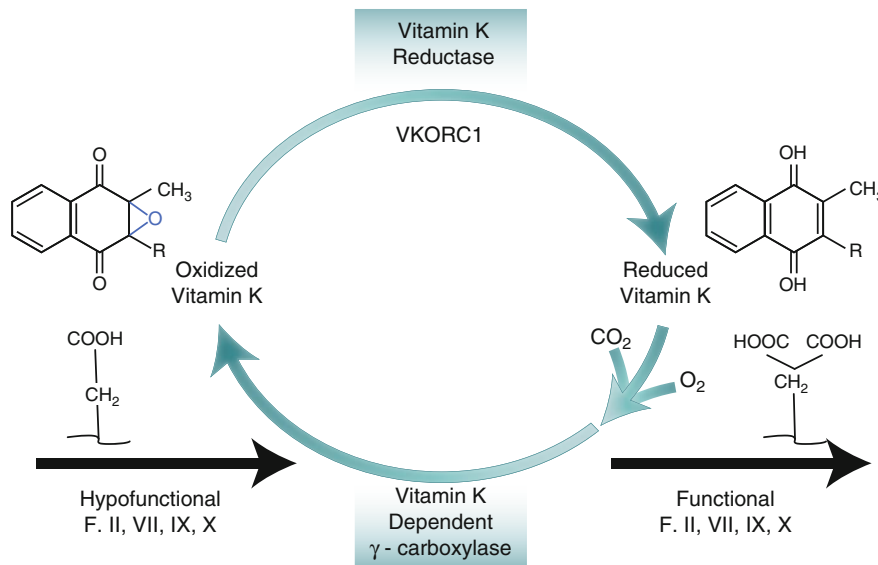 Vitamin K
Reductase
VKORC1
O
CH₃
O
R
O
Oxidized
Vitamin K
OH
CH₃
R
OH
Reduced
Vitamin K
COOH
CH₂
CO₂
O₂
HOOC COOH
CH₂
Hypofunctional
F. II, VII, IX, X
Vitamin K
Dependent
γ - carboxylase
Functional
F. II, VII, IX, X